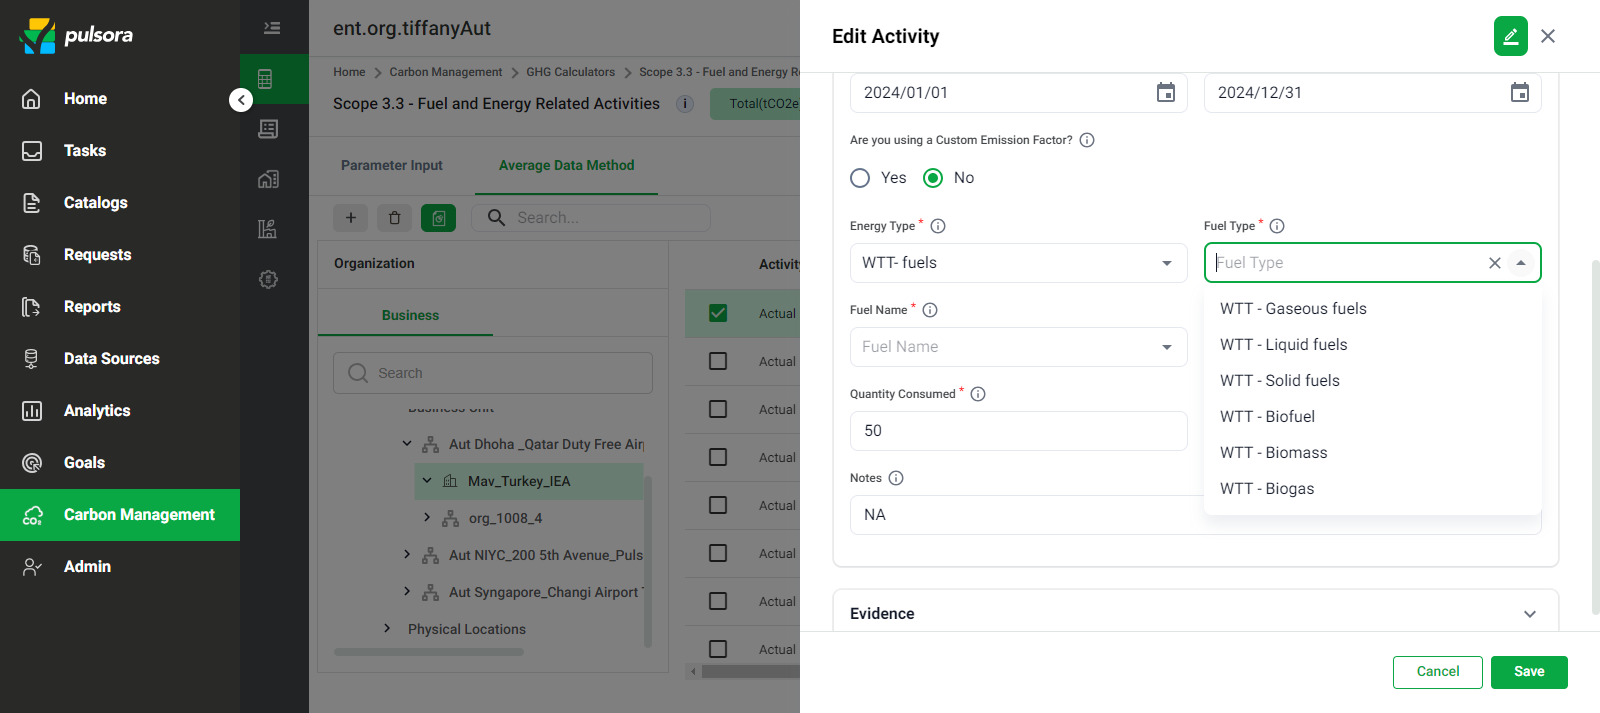 pulsora
Home
Tasks
Catalogs
Requests
Reports
Data Sources
Analytics
Goals
Carbon Management
Admin
ent.org.tiffanyAut
Home > Carbon Management > GHG Calculators > Scope 3.3 - Fuel and Energy Re
Scope 3.3 - Fuel and Energy Related Activities
Total(tCO2e
Parameter Input
Average Data Method
Search...
Organization
Business
Search
Business Unit
Aut Dhoha _Qatar Duty Free Air
Mav_Turkey_IEA
org_1008_4
Aut NIYC_200 5th Avenue_Puls
Aut Syngapore_Changi Airport T
Physical Locations
Activity
Actual
Actual
Actual
Actual
Actual
Actual
Actual
Actual
Edit Activity
2024/01/01
2024/12/31
Are you using a Custom Emission Factor?
Yes
No
Energy Type *
WTT- fuels
Fuel Type *
Fuel Type
WTT - Gaseous fuels
WTT - Liquid fuels
WTT - Solid fuels
WTT - Biofuel
WTT - Biomass
WTT - Biogas
Fuel Name *
Fuel Name
Quantity Consumed *
50
Notes
NA
Evidence
Cancel
Save